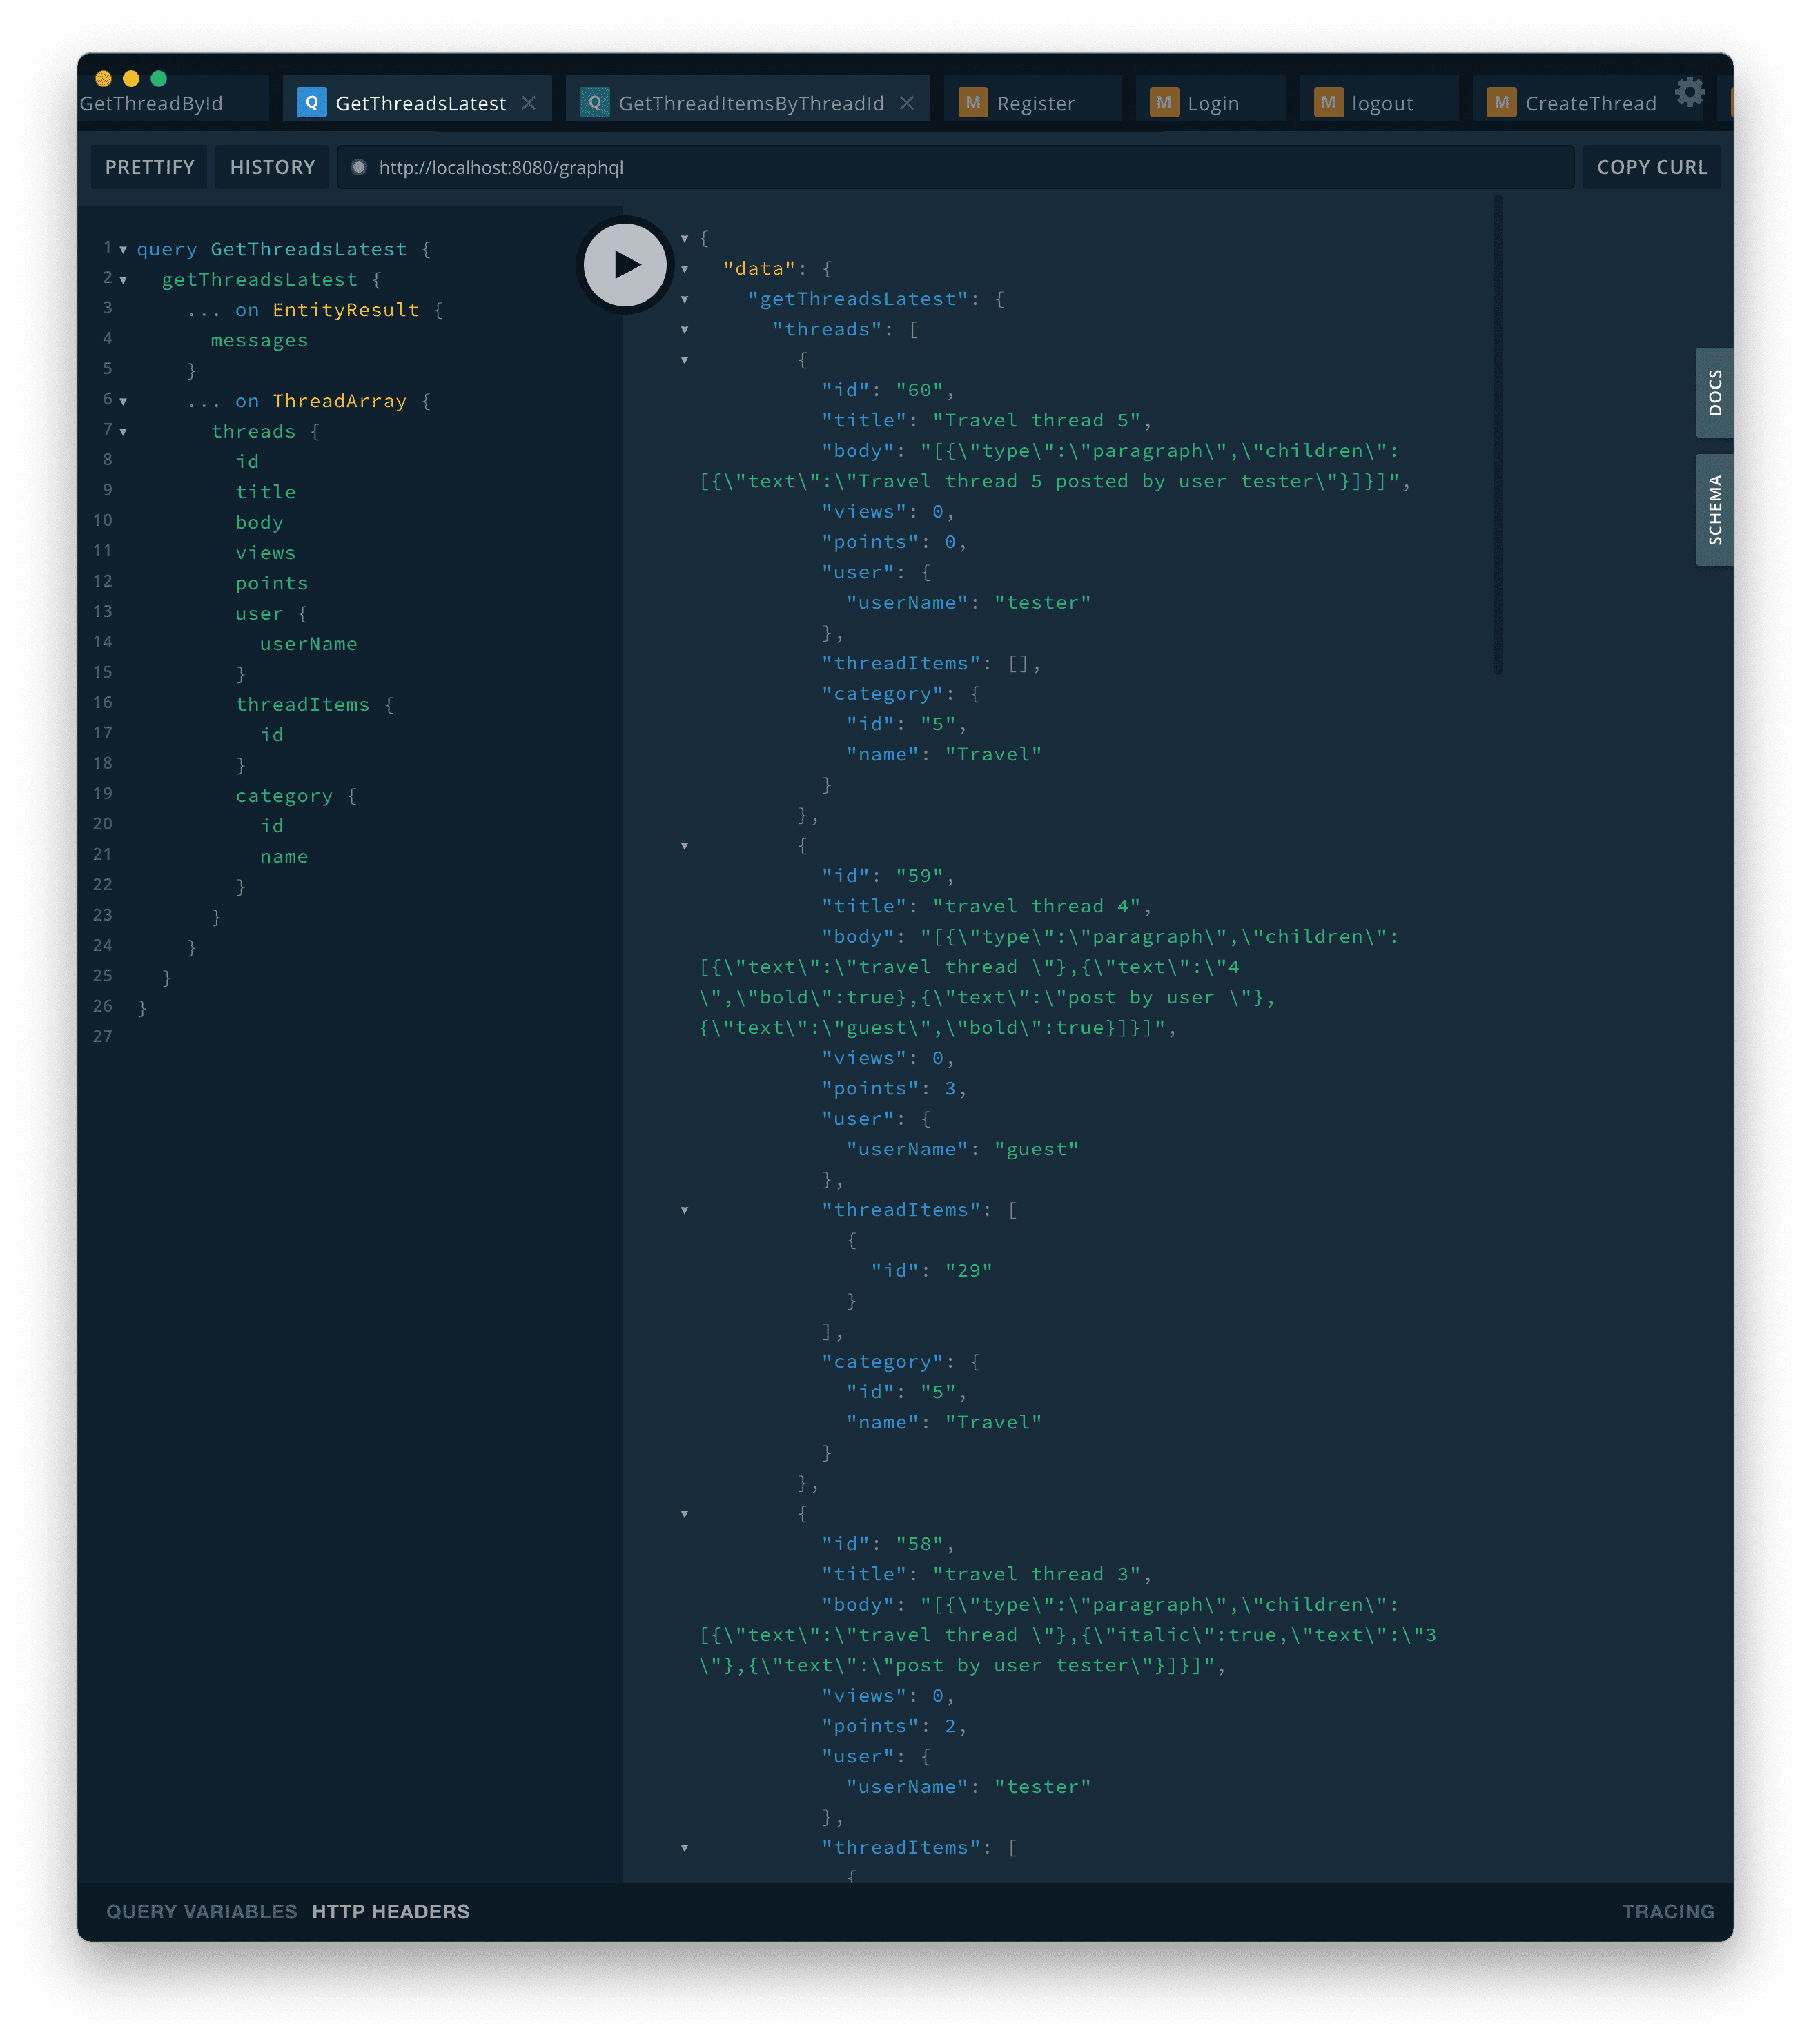 GetThreadById
Q GetThreadsLatest
Q GetThreadItemsByThreadId
M Register
M Login
M logout
M CreateThread
PRETTIFY
HISTORY
http://localhost:8080/graphql
COPY CURL
1 query GetThreadsLatest {
2 getThreadsLatest {
3 ... on EntityResult {
4 messages
5 }
6 ... on ThreadArray {
7 threads {
8 id
9 title
10 body
11 views
12 points
13 user {
14 userName
15 }
16 threadItems {
17 id
18 }
19 category {
20 id
21 name
22 }
23 }
24 }
25 }
26 }
27
{
"data": {
"getThreadsLatest": {
"threads": [
{
"id": "60",
"title": "Travel thread 5",
"body": "[{\"type\":\"paragraph\",\"children\":
[{\"text\":\"Travel thread 5 posted by user tester\"}]}]",
"views": 0,
"points": 0,
"user": {
"userName": "tester"
},
"threadItems": [],
"category": {
"id": "5",
"name": "Travel"
}
},
{
"id": "59",
"title": "travel thread 4",
"body": "[{\"type\":\"paragraph\",\"children\":
[{\"text\":\"travel thread \"},{\"text\":\"4
\",\"bold\":true},{\"text\":\"post by user \"},
{\"text\":\"guest\",\"bold\":true}]}]",
"views": 0,
"points": 3,
"user": {
"userName": "guest"
},
"threadItems": [
{
"id": "29"
}
],
"category": {
"id": "5",
"name": "Travel"
}
},
{
"id": "58",
"title": "travel thread 3",
"body": "[{\"type\":\"paragraph\",\"children\":
[{\"text\":\"travel thread \"},{\"italic\":true,\"text\":\"3
\"},{\"text\":\"post by user tester\"}]}]",
"views": 0,
"points": 2,
"user": {
"userName": "tester"
},
"threadItems": [
{
DOCS
SCHEMA
QUERY VARIABLES
HTTP HEADERS
TRACING